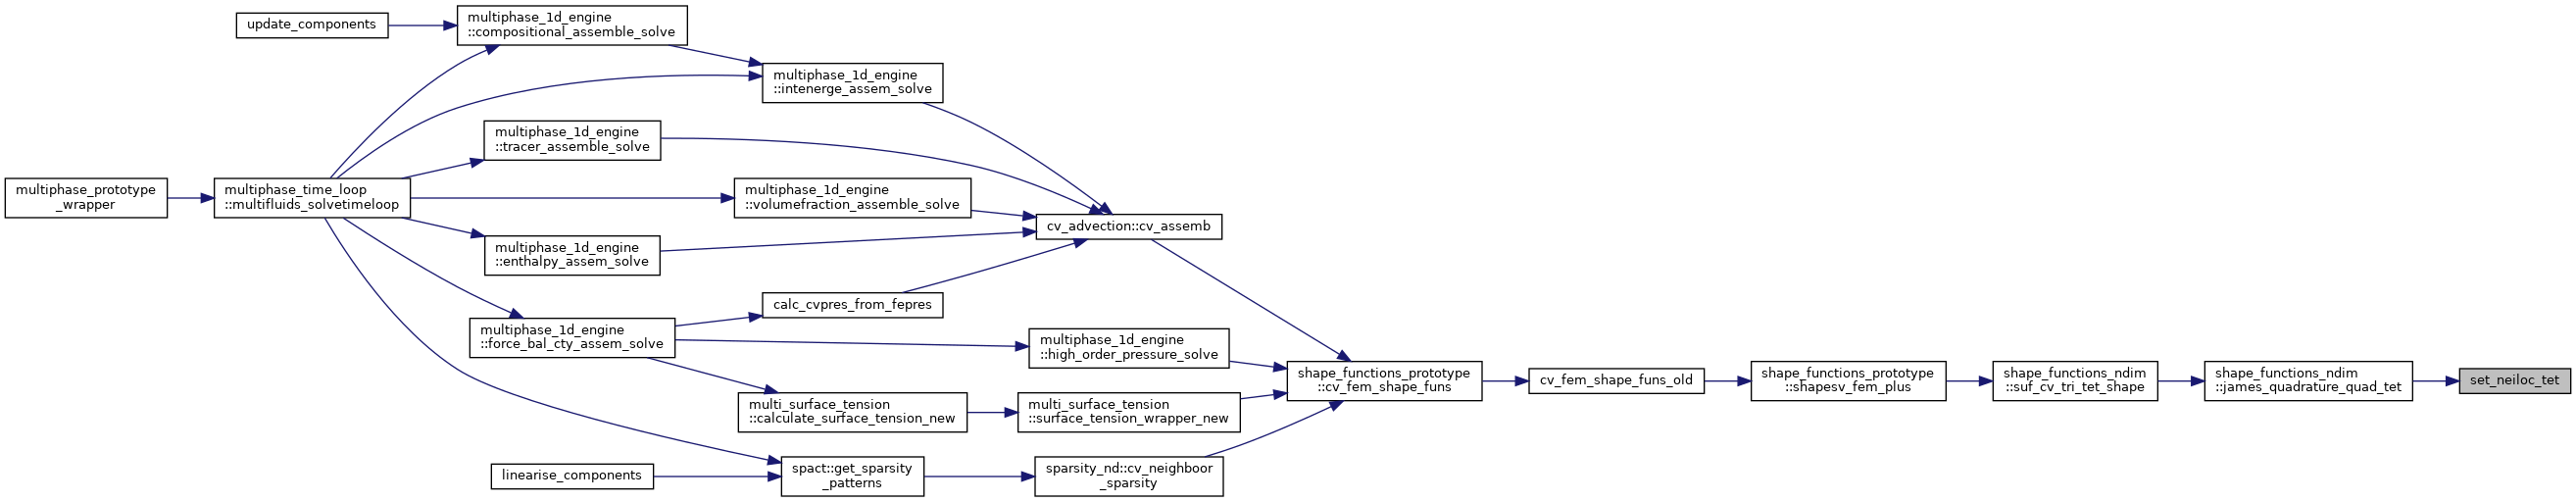 update_components
multiphase_1d_engine
::compositional_assemble_solve
multiphase_1d_engine
::intenerge_assem_solve
multiphase_1d_engine
::tracer_assemble_solve
multiphase_prototype
_wrapper
multiphase_time_loop
::multifluids_solvetimeloop
multiphase_1d_engine
::volumefraction_assemble_solve
cv_advection::cv_assemb
multiphase_1d_engine
::enthalpy_assem_solve
calc_cvpres_from_fepres
multiphase_1d_engine
::force_bal_cty_assem_solve
multiphase_1d_engine
::high_order_pressure_solve
shape_functions_prototype
::cv_fem_shape_funs
cv_fem_shape_funs_old
shape_functions_prototype
::shapesv_fem_plus
shape_functions_ndim
::suf_cv_tri_tet_shape
shape_functions_ndim
::james_quadrature_quad_tet
set_neiloc_tet
multi_surface_tension
::calculate_surface_tension_new
multi_surface_tension
::surface_tension_wrapper_new
linearise_components
spact::get_sparsity
_patterns
sparsity_nd::cv_neighboor
_sparsity